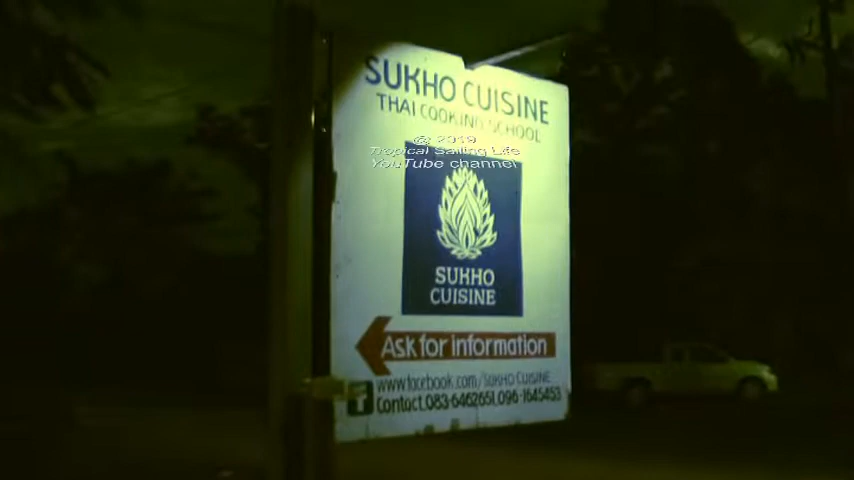 SUKHO CUISINE
THAI COOKING SCHOOL
@ 2019
Tropical Sailing Life
YouTube channel
SUKHO
CUISINE
Ask for information
www.facebook.com/SUKHO CUISINE
f Contact.083-6462651,096-1645453